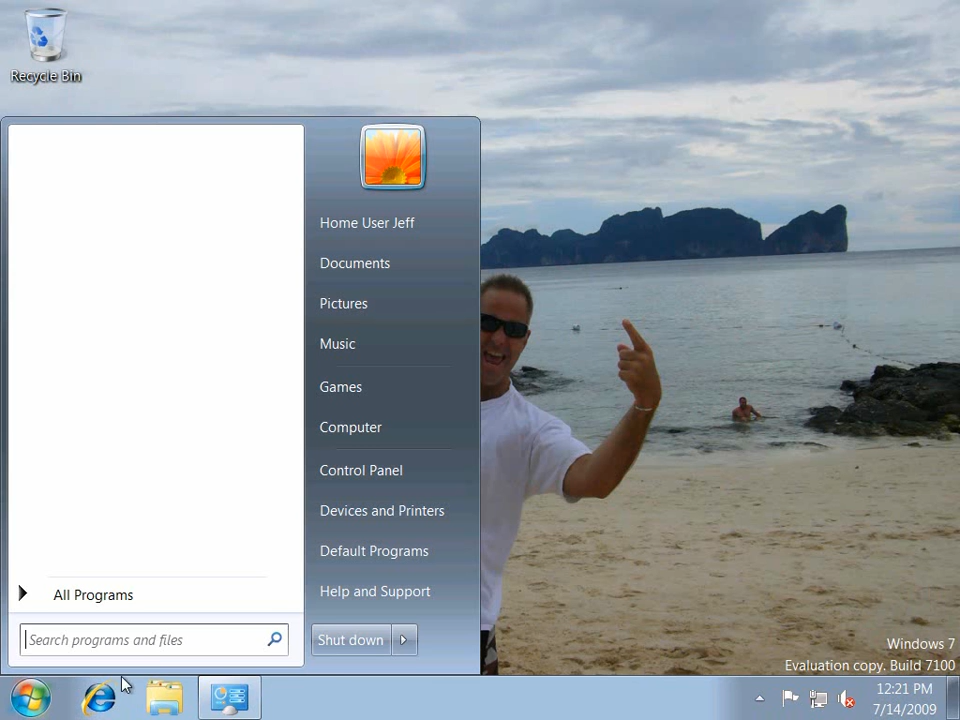 Recycle Bin
Home User Jeff
Documents
Pictures
Music
Games
Computer
Control Panel
Devices and Printers
Default Programs
Help and Support
All Programs
Search programs and files
Shut down
Windows 7
Evaluation copy. Build 7100
12:21 PM
7/14/2009